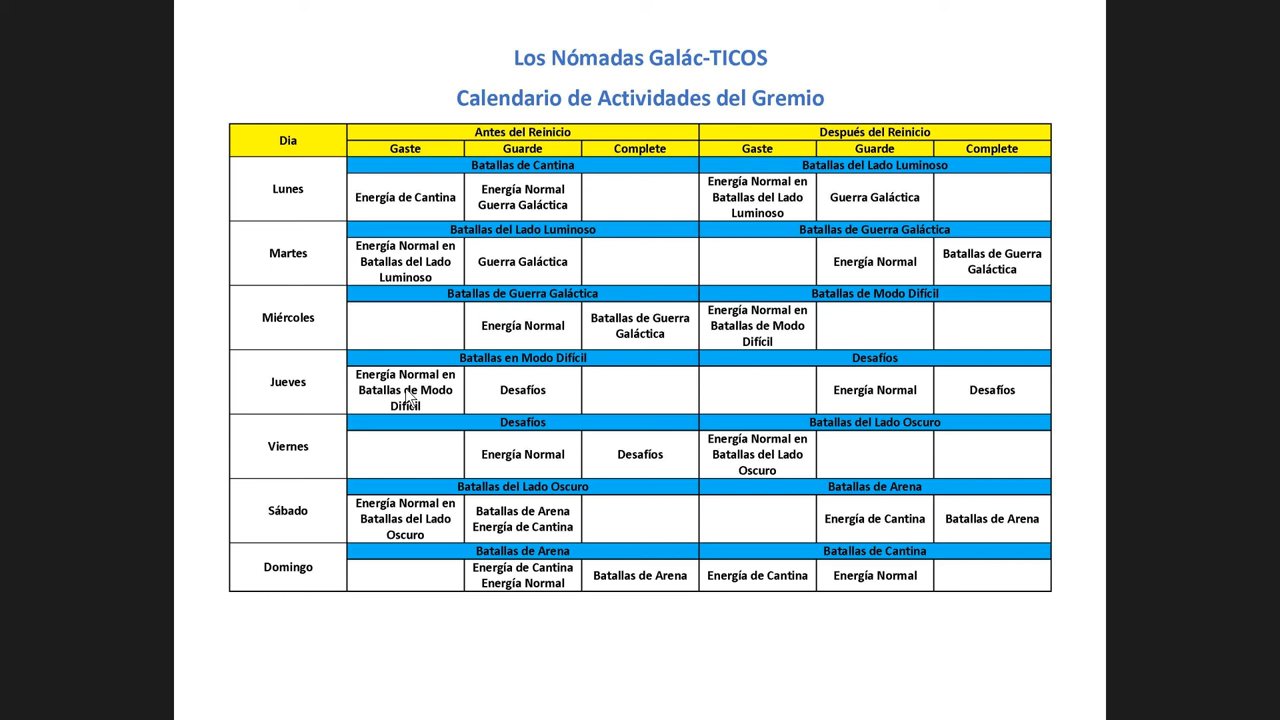 Los Nómadas Galác-TICOS
Calendario de Actividades del Gremio
Dia
Antes del Reinicio
Después del Reinicio
Gaste
Guarde
Complete
Gaste
Guarde
Complete
Lunes
Batallas de Cantina
Batallas del Lado Luminoso
Energía de Cantina
Energía Normal
Guerra Galáctica
Energía Normal en
Batallas del Lado
Luminoso
Guerra Galáctica
Martes
Batallas del Lado Luminoso
Batallas de Guerra Galáctica
Energía Normal en
Batallas del Lado
Luminoso
Guerra Galáctica
Energía Normal
Batallas de Guerra
Galáctica
Miércoles
Batallas de Guerra Galáctica
Batallas de Modo Difícil
Energía Normal
Batallas de Guerra
Galáctica
Energía Normal en
Batallas de Modo
Difícil
Jueves
Batallas en Modo Difícil
Desafíos
Energía Normal en
Batallas de Modo
Difícil
Desafíos
Energía Normal
Desafíos
Viernes
Desafíos
Batallas del Lado Oscuro
Energía Normal
Desafíos
Energía Normal en
Batallas del Lado
Oscuro
Sábado
Batallas del Lado Oscuro
Batallas de Arena
Energía Normal en
Batallas del Lado
Oscuro
Batallas de Arena
Energía de Cantina
Energía de Cantina
Batallas de Arena
Domingo
Batallas de Arena
Batallas de Cantina
Energía de Cantina
Energía Normal
Batallas de Arena
Energía de Cantina
Energía Normal